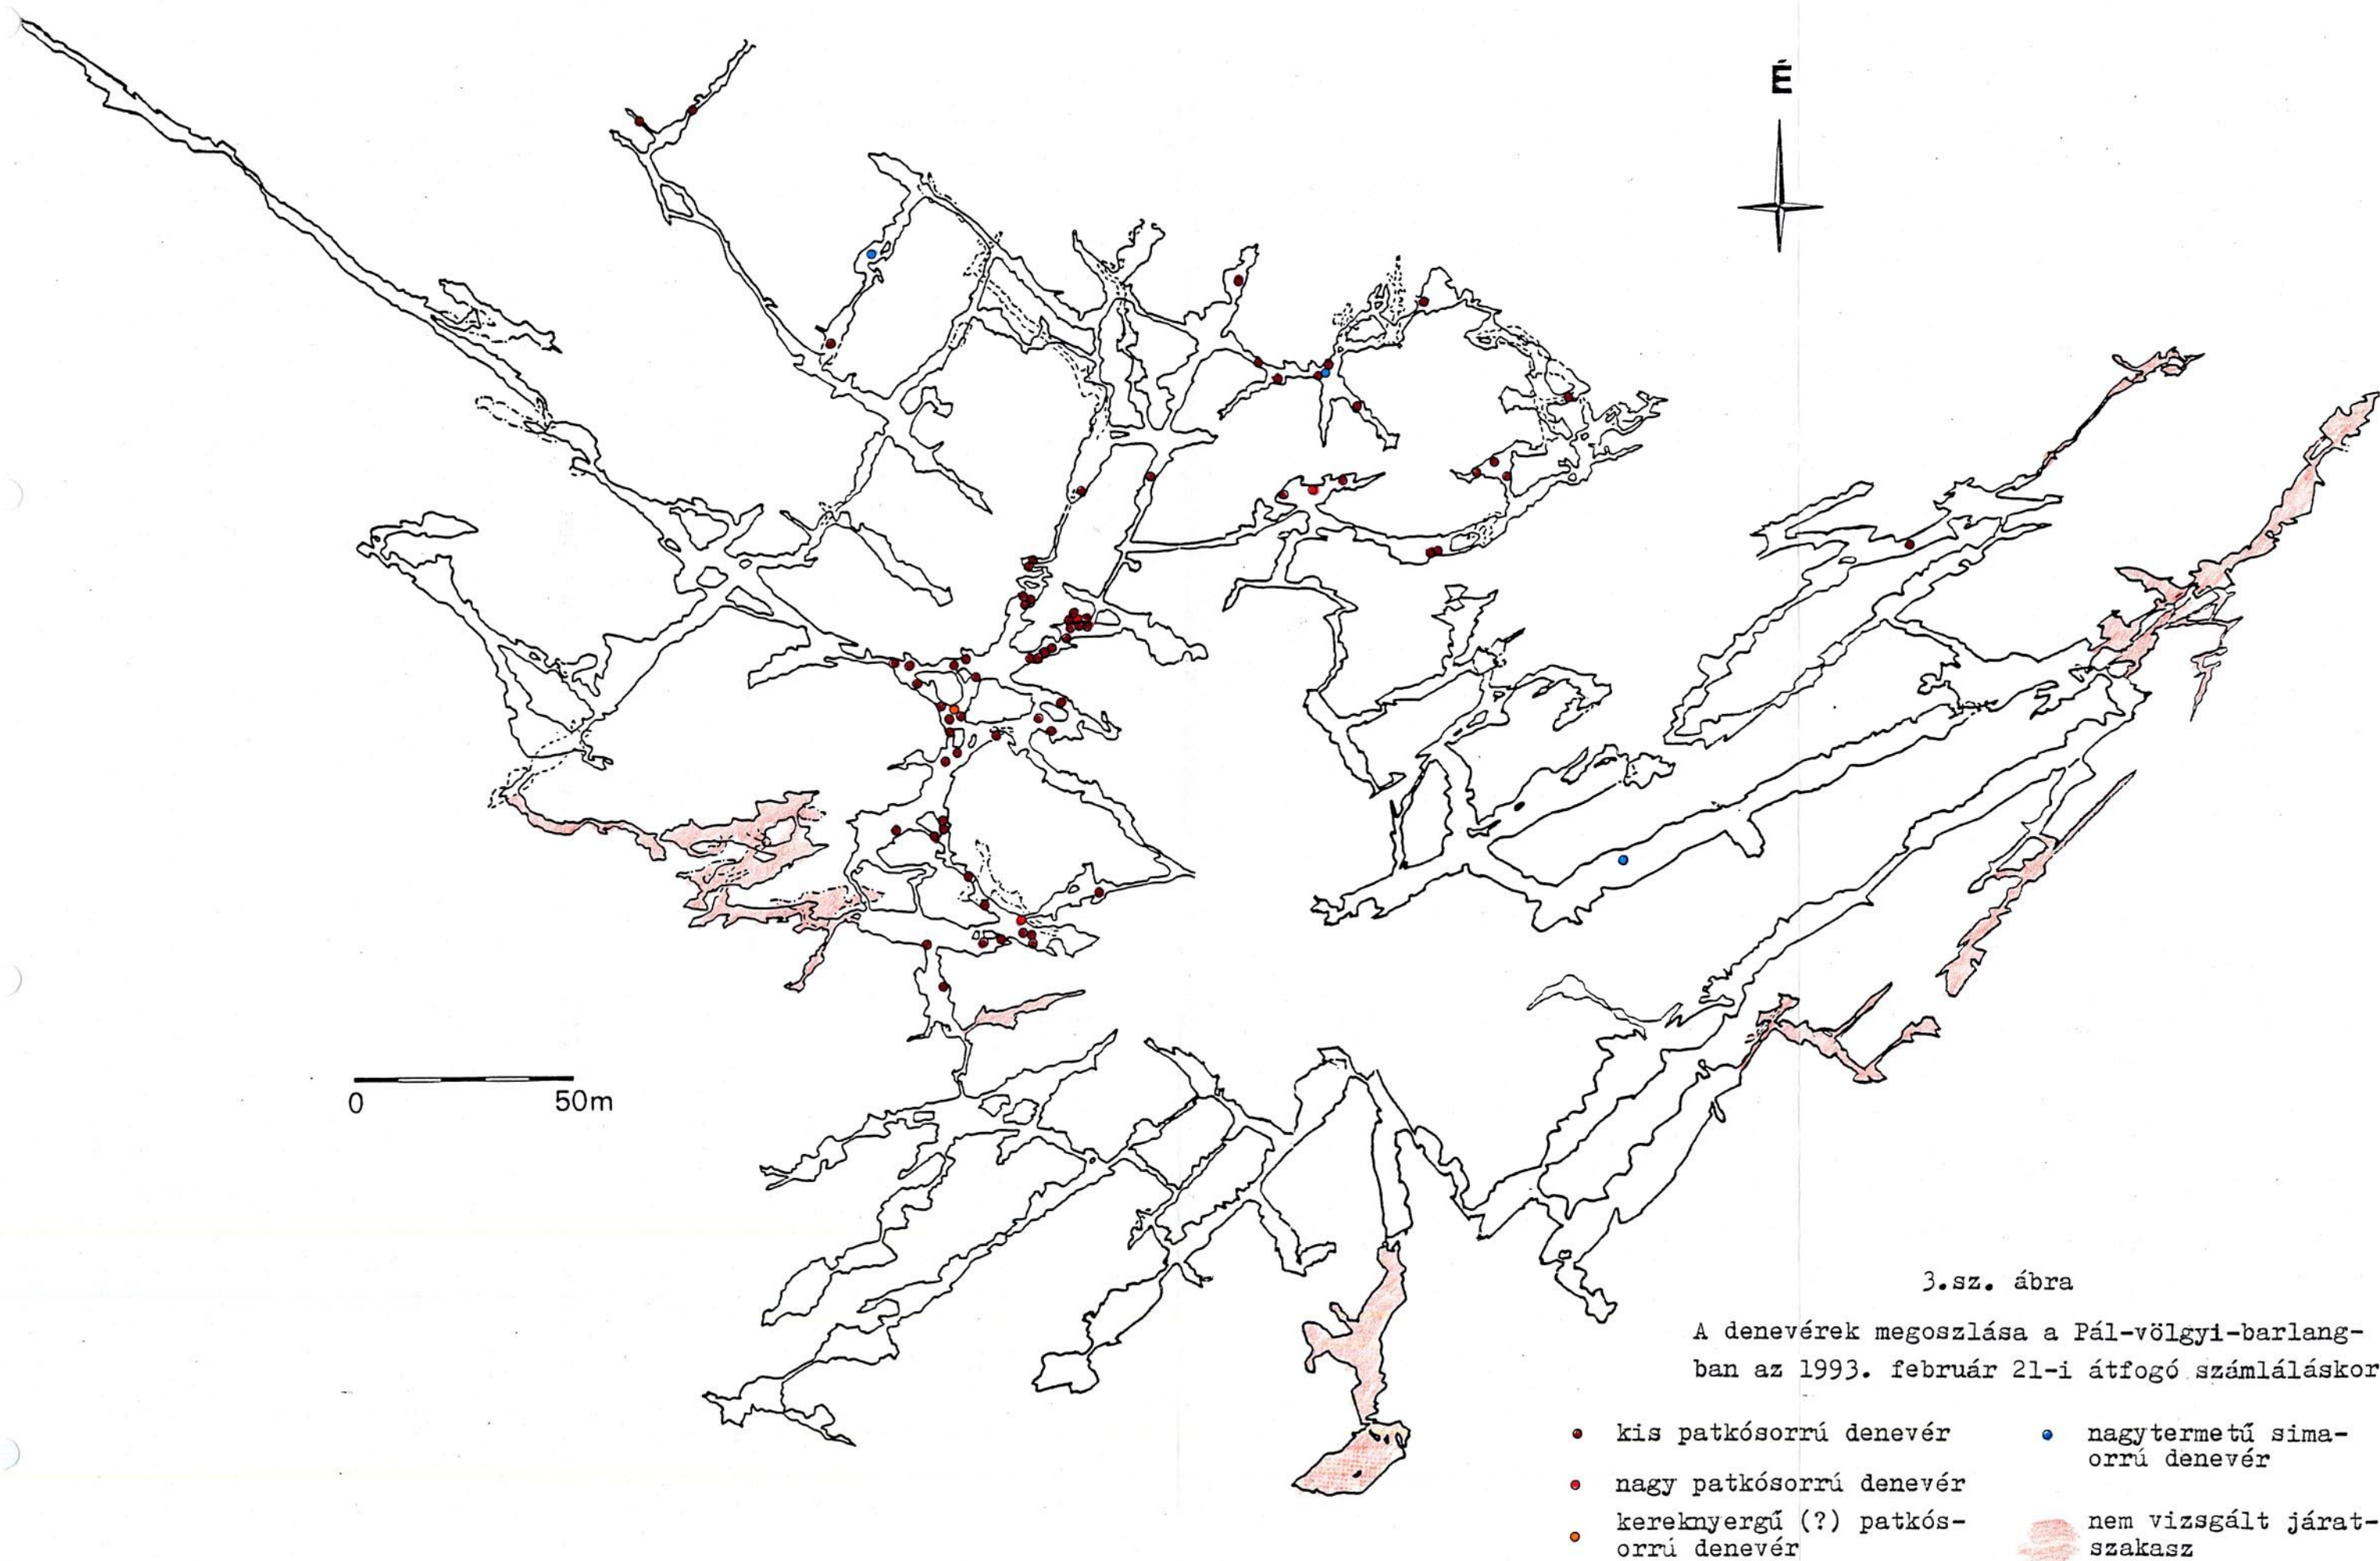 É
0 50m
3.sz. ábra
A denevérek megoszlása a Pál-völgyi-barlang-
ban az 1993. február 21-i átfogó számláláskor
kis patkósorrú denevér
nagy patkósorrú denevér
kereknyergű (?) patkós-
orrú denevér
nagytermetű sima-
orrú denevér
nem vizsgált járat-
szakasz